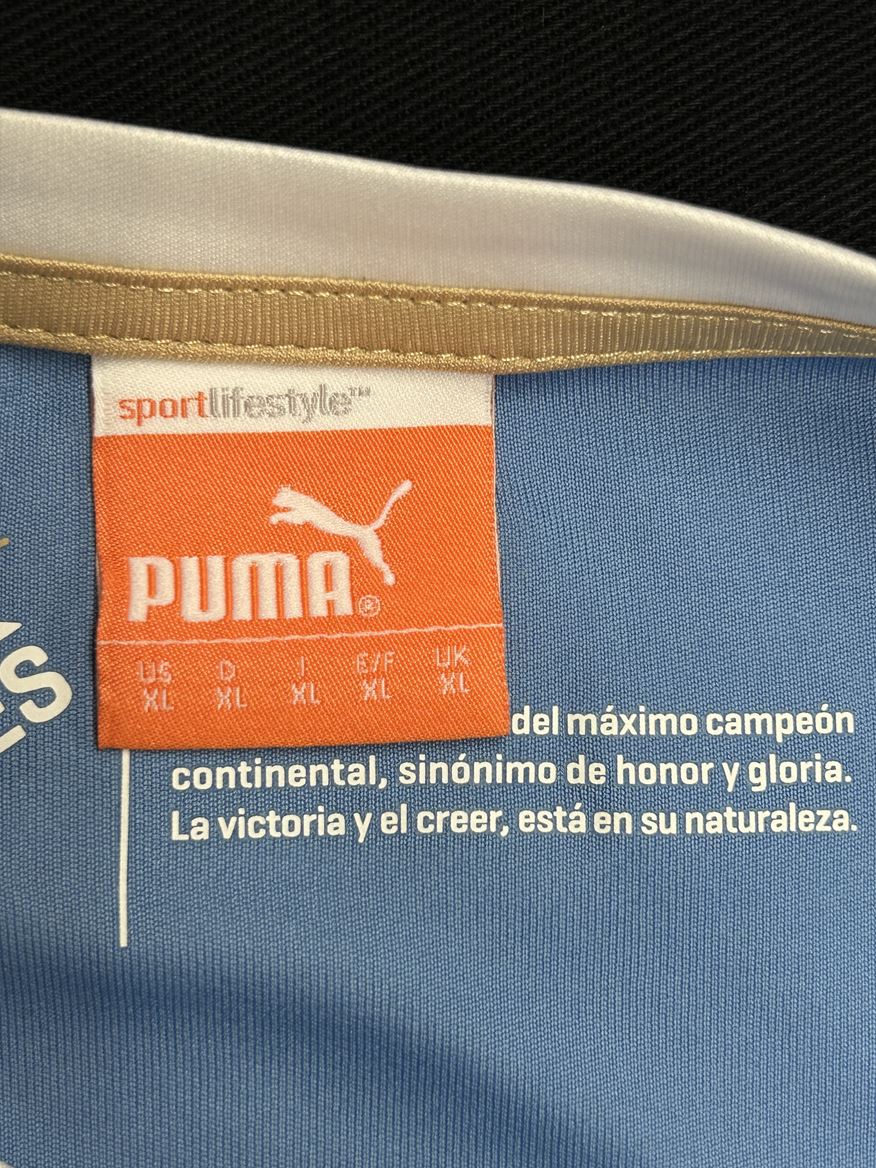 sportlifestyle™
PUMA®
US D I E/F UK
XL XL XL XL XL
del máximo campeón
continental, sinónimo de honor y gloria.
La victoria y el creer, está en su naturaleza.